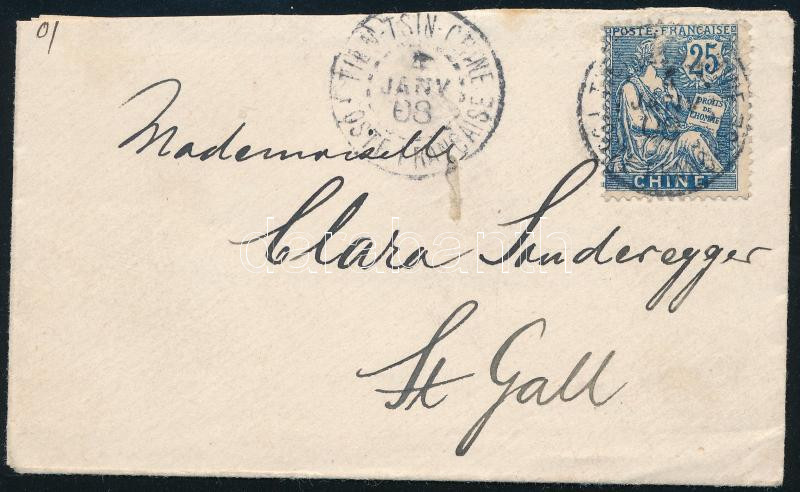 01
TIEN-TSIN-CHINE
JANV
08
POSTE FRANÇAISE
POSTE FRANÇAISE
25
DROITS
DE
L'HOMME
CHINE
Mademoiselle
Clara Sonderegger
St Gall
darabanth